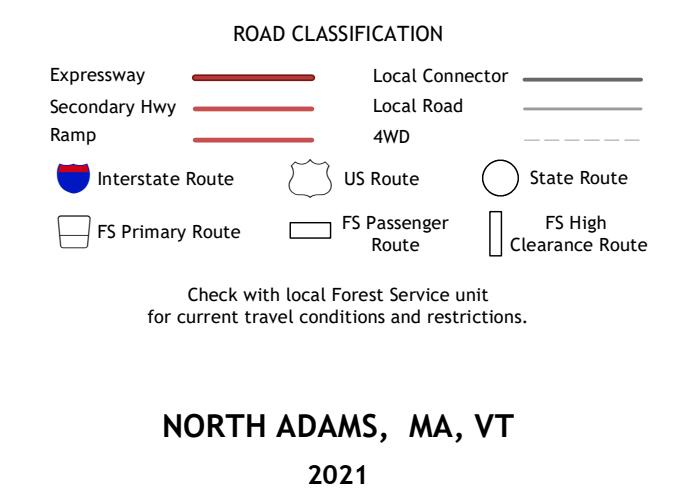 ROAD CLASSIFICATION
Expressway
Local Connector
Secondary Hwy
Local Road
Ramp
4WD
Interstate Route
US Route
State Route
FS Primary Route
FS Passenger
Route
FS High
Clearance Route
Check with local Forest Service unit
for current travel conditions and restrictions.
NORTH ADAMS,  MA, VT
2021